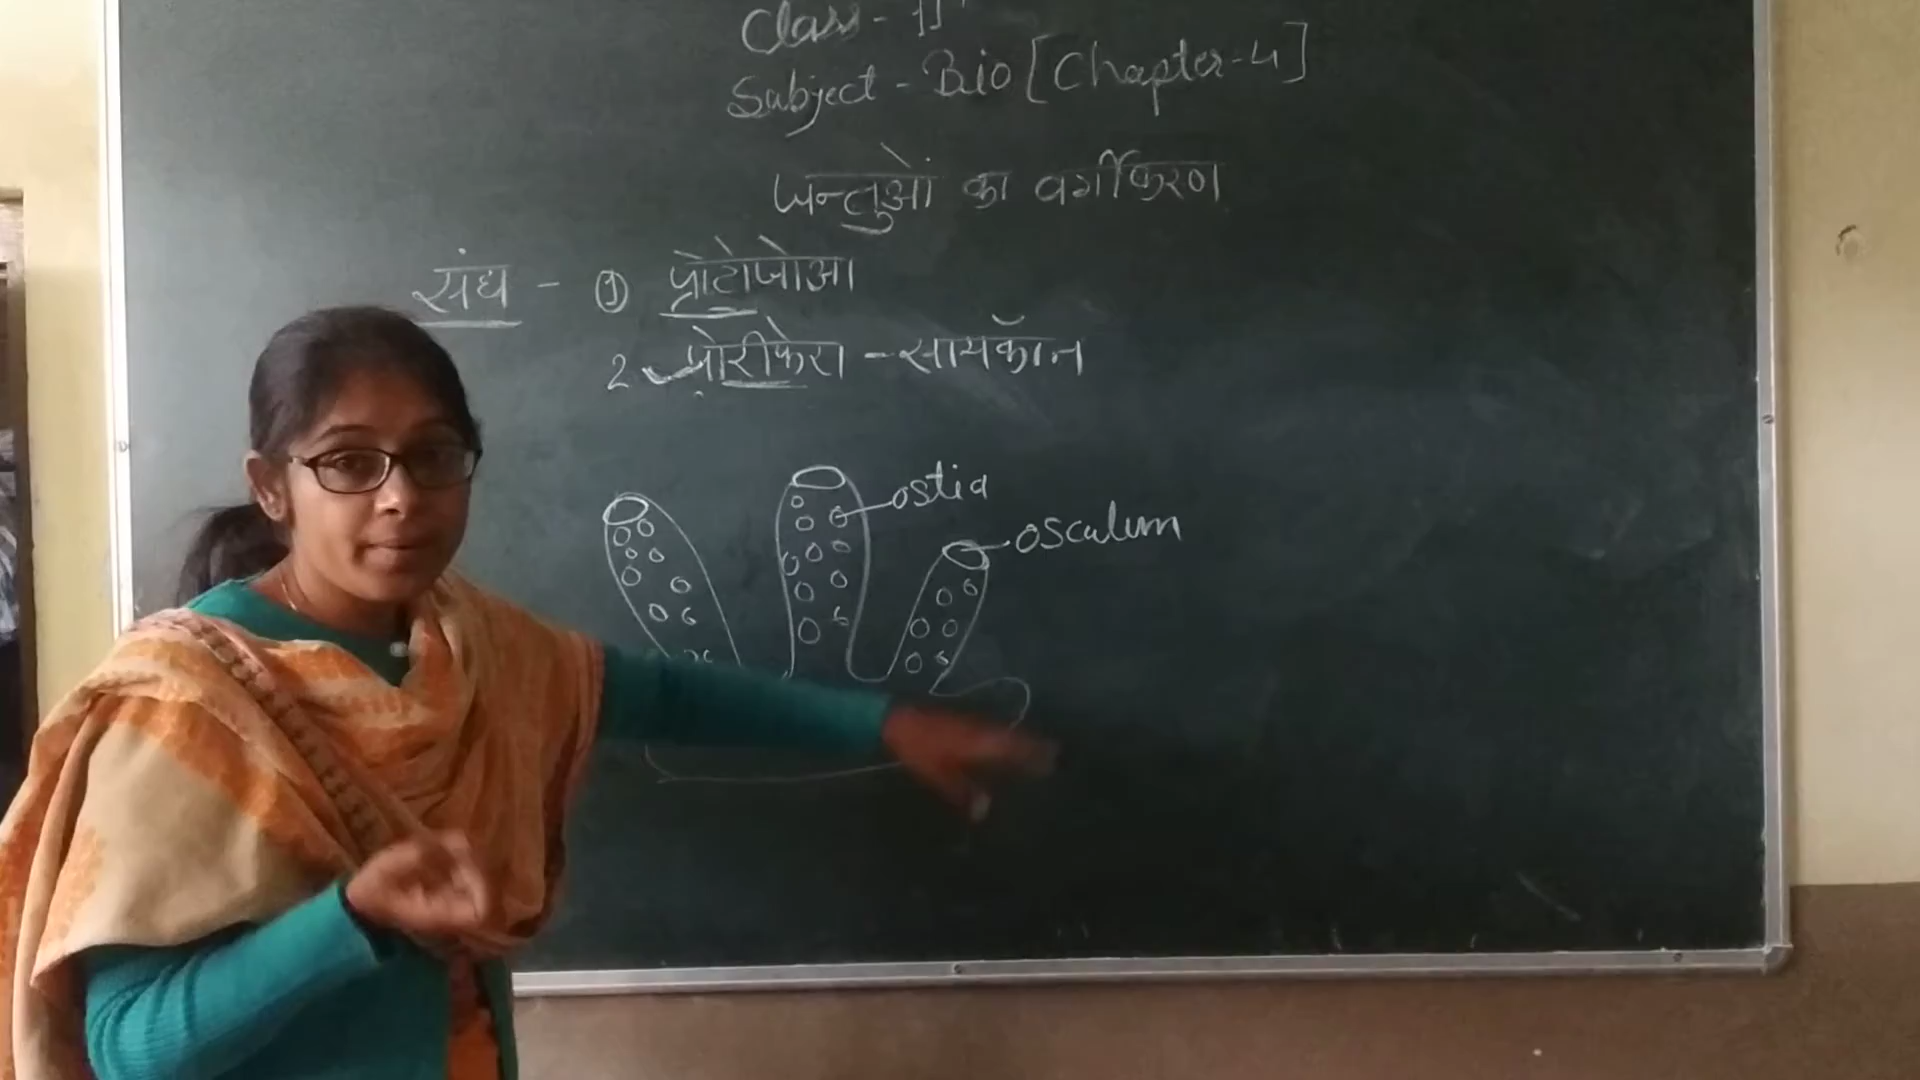 Class - 11
Subject - Bio [Chapter-4]
जन्तुओं का वर्गीकरण
संघ - ① प्रोटोजोआ
2. पोरीफेरा - सायकॉन
ostia
osculum